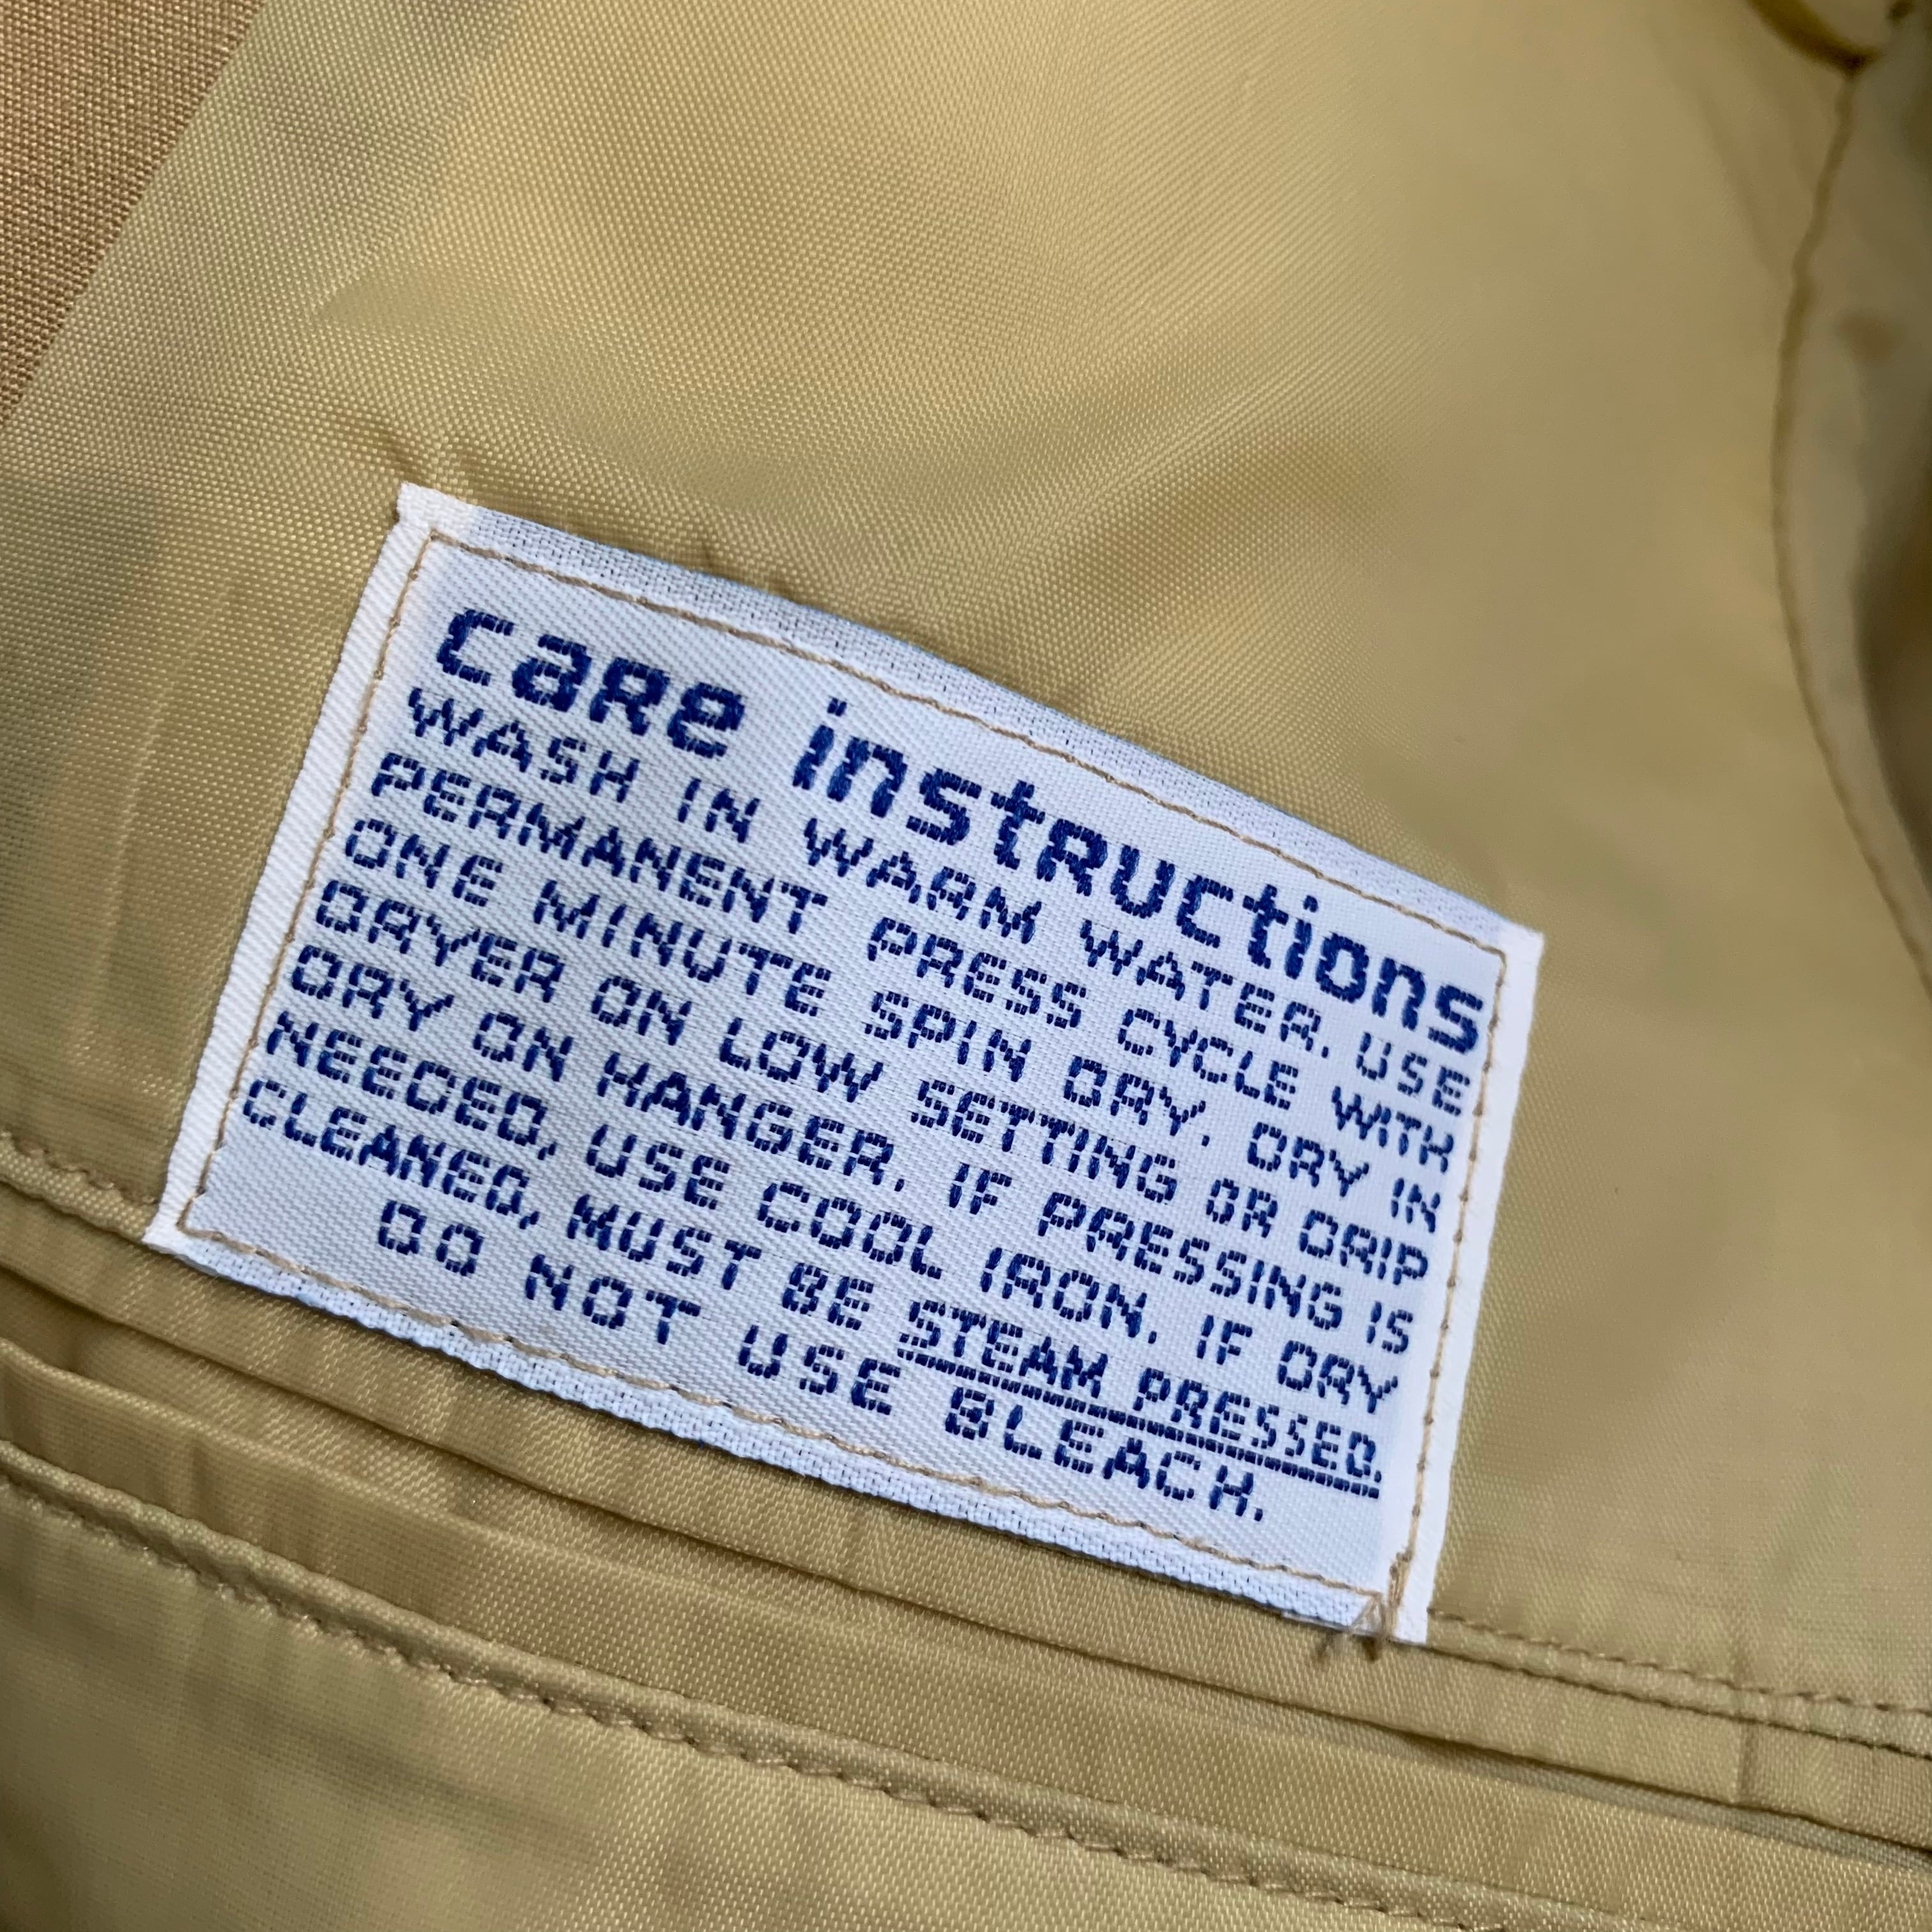 care instructions
WASH IN WARM WATER. USE
PERMANENT PRESS CYCLE WITH
ONE MINUTE SPIN DRY. DRY IN
DRYER ON LOW SETTING OR DRIP
DRY ON HANGER. IF PRESSING IS
NEEDED, USE COOL IRON. IF DRY
CLEANED, MUST BE STEAM PRESSED.
DO NOT USE BLEACH.